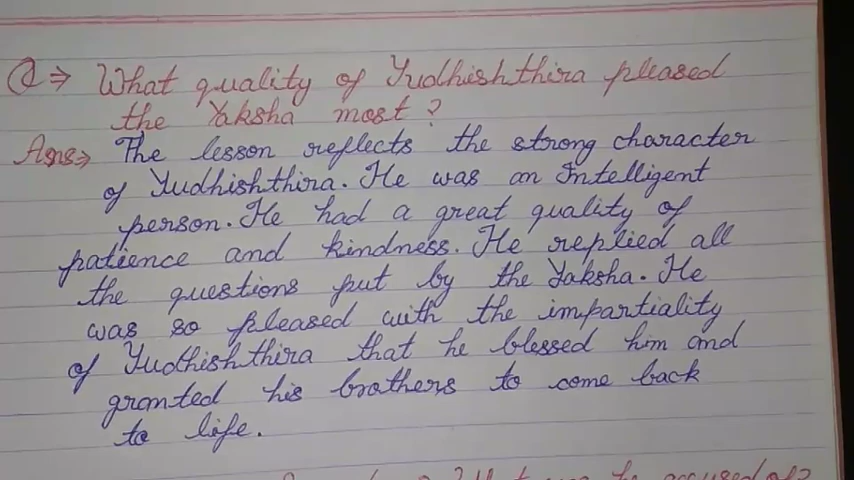 Q ⇒ What quality of Yudhishthira pleased
the Yaksha most?
Ans⇒ The lesson reflects the strong character
of Yudhishthira. He was an Intelligent
person. He had a great quality of
patience and kindness. He replied all
the questions put by the Yaksha. He
was so pleased with the impartiality
of Yudhishthira that he blessed him and
granted his brothers to come back
to life.
he accused of?